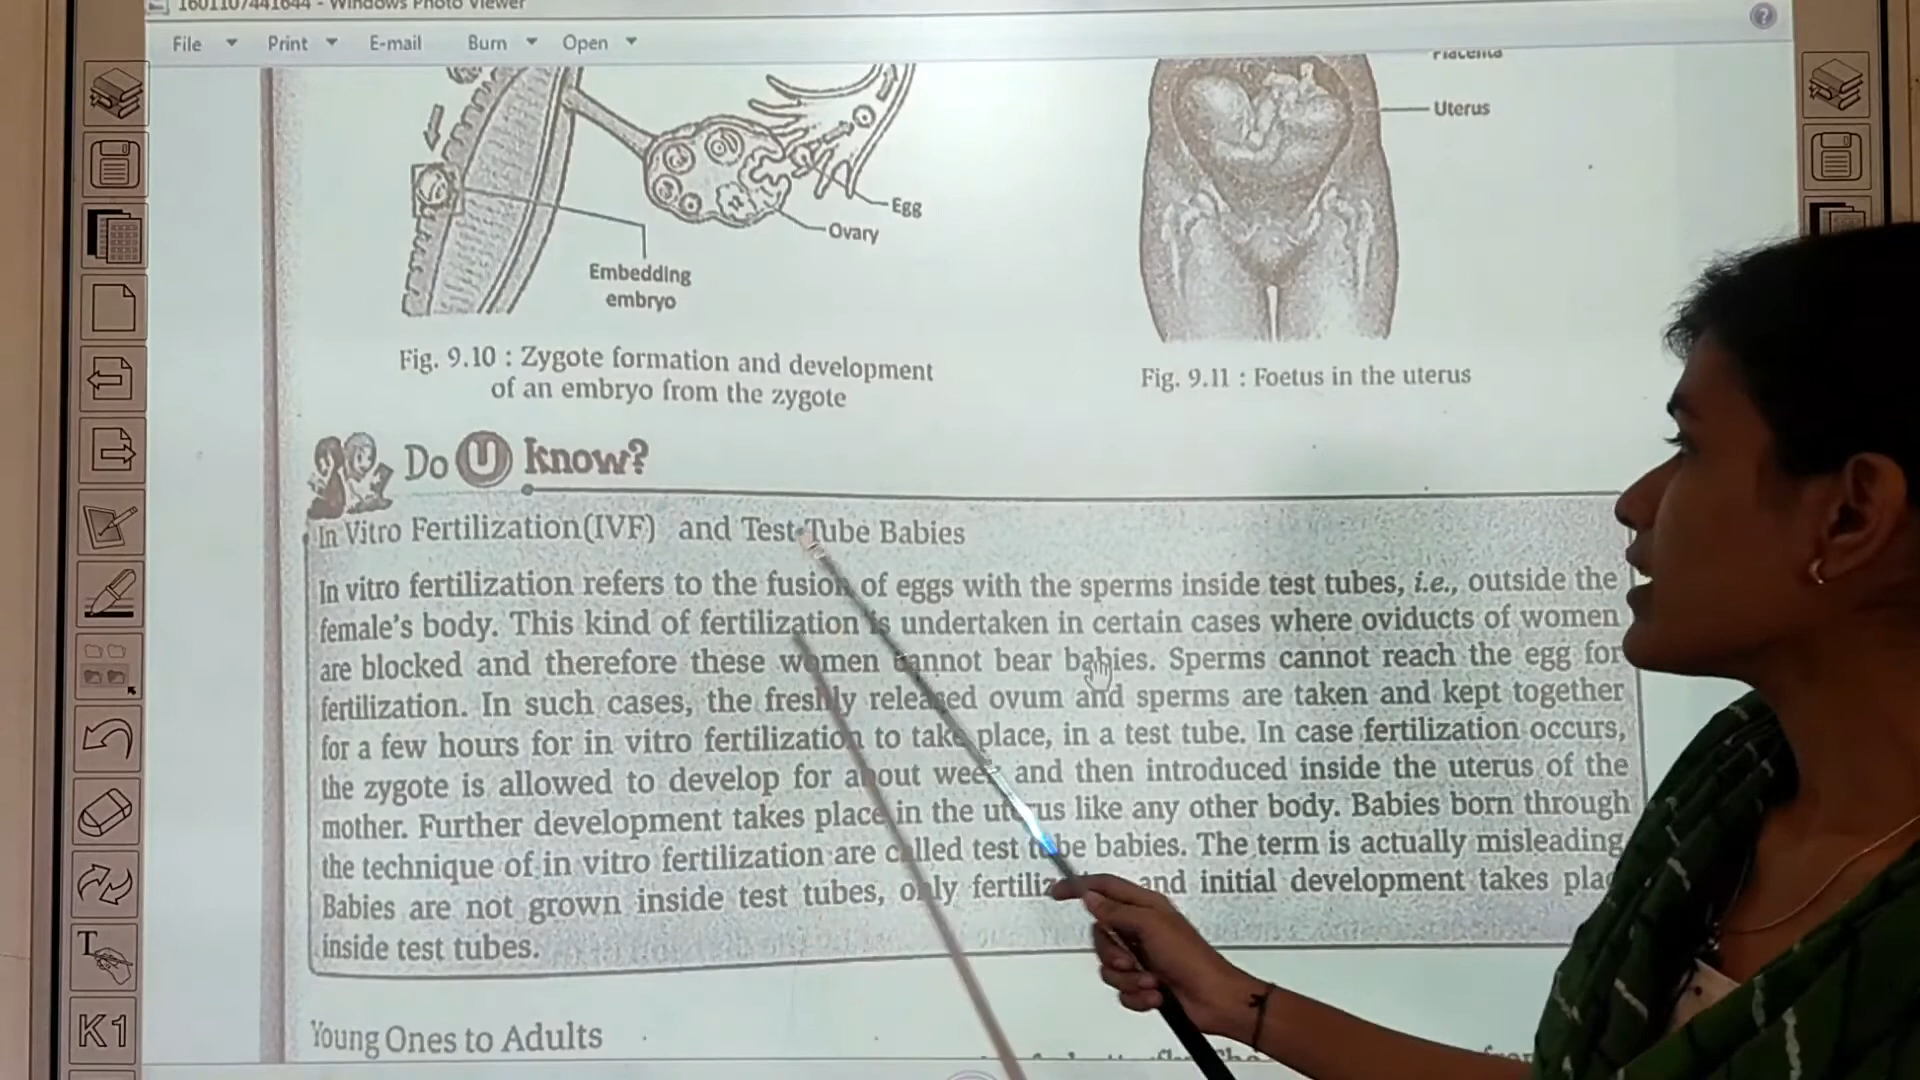 1601107441644 - Windows Photo Viewer
File Print E-mail Burn Open
Placenta
Uterus
Egg
Ovary
Embedding
embryo
Fig. 9.10 : Zygote formation and development
of an embryo from the zygote
Fig. 9.11 : Foetus in the uterus
Do U Know?
In Vitro Fertilization(IVF) and Test Tube Babies
In vitro fertilization refers to the fusion of eggs with the sperms inside test tubes, i.e., outside the
female's body. This kind of fertilization is undertaken in certain cases where oviducts of women
are blocked and therefore these women cannot bear babies. Sperms cannot reach the egg for
fertilization. In such cases, the freshly released ovum and sperms are taken and kept together
for a few hours for in vitro fertilization to take place, in a test tube. In case fertilization occurs,
the zygote is allowed to develop for about week and then introduced inside the uterus of the
mother. Further development takes place in the uterus like any other body. Babies born through
the technique of in vitro fertilization are called test tube babies. The term is actually misleading
Babies are not grown inside test tubes, only and initial development takes
inside test tubes.
Young Ones to Adults
T
K1